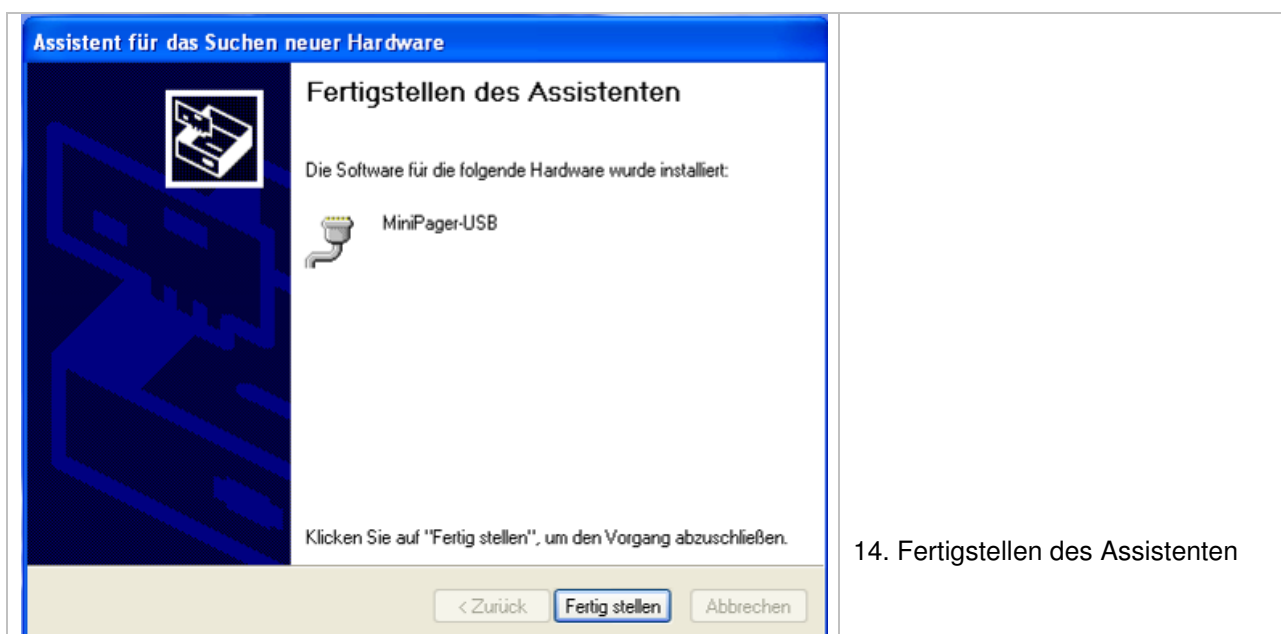 Assistent für das Suchen neuer Hardware
Fertigstellen des Assistenten
Die Software für die folgende Hardware wurde installiert:
MiniPager-USB
Klicken Sie auf "Fertig stellen", um den Vorgang abzuschließen.
< Zurück Fertig stellen Abbrechen
14. Fertigstellen des Assistenten